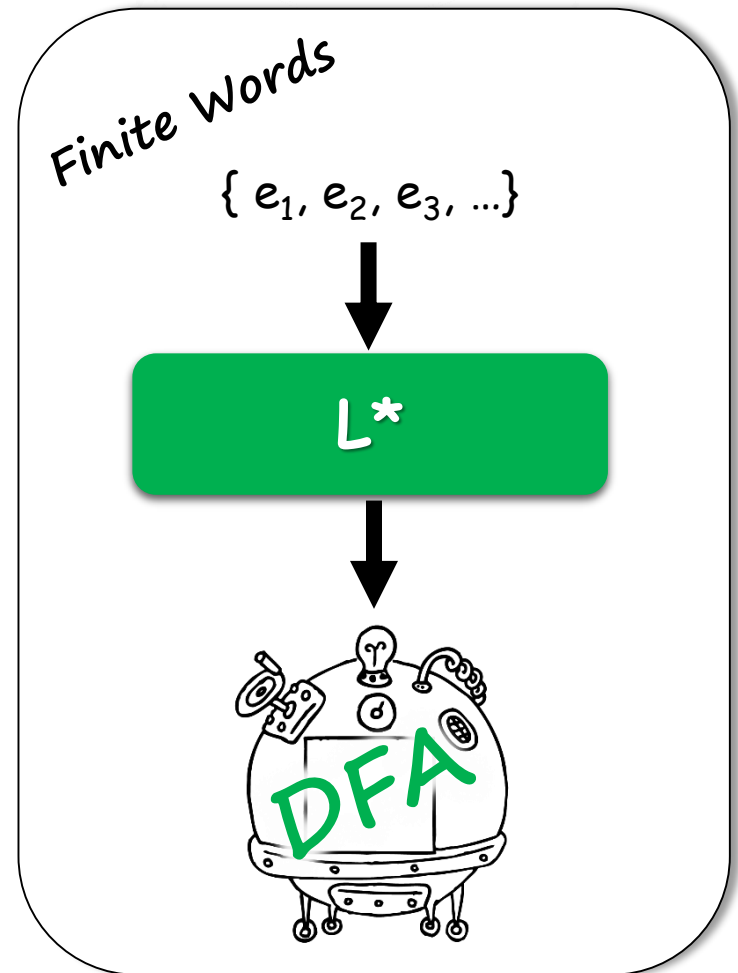 Finite Words
{ e₁, e₂, e₃, ...}
L*
DFA